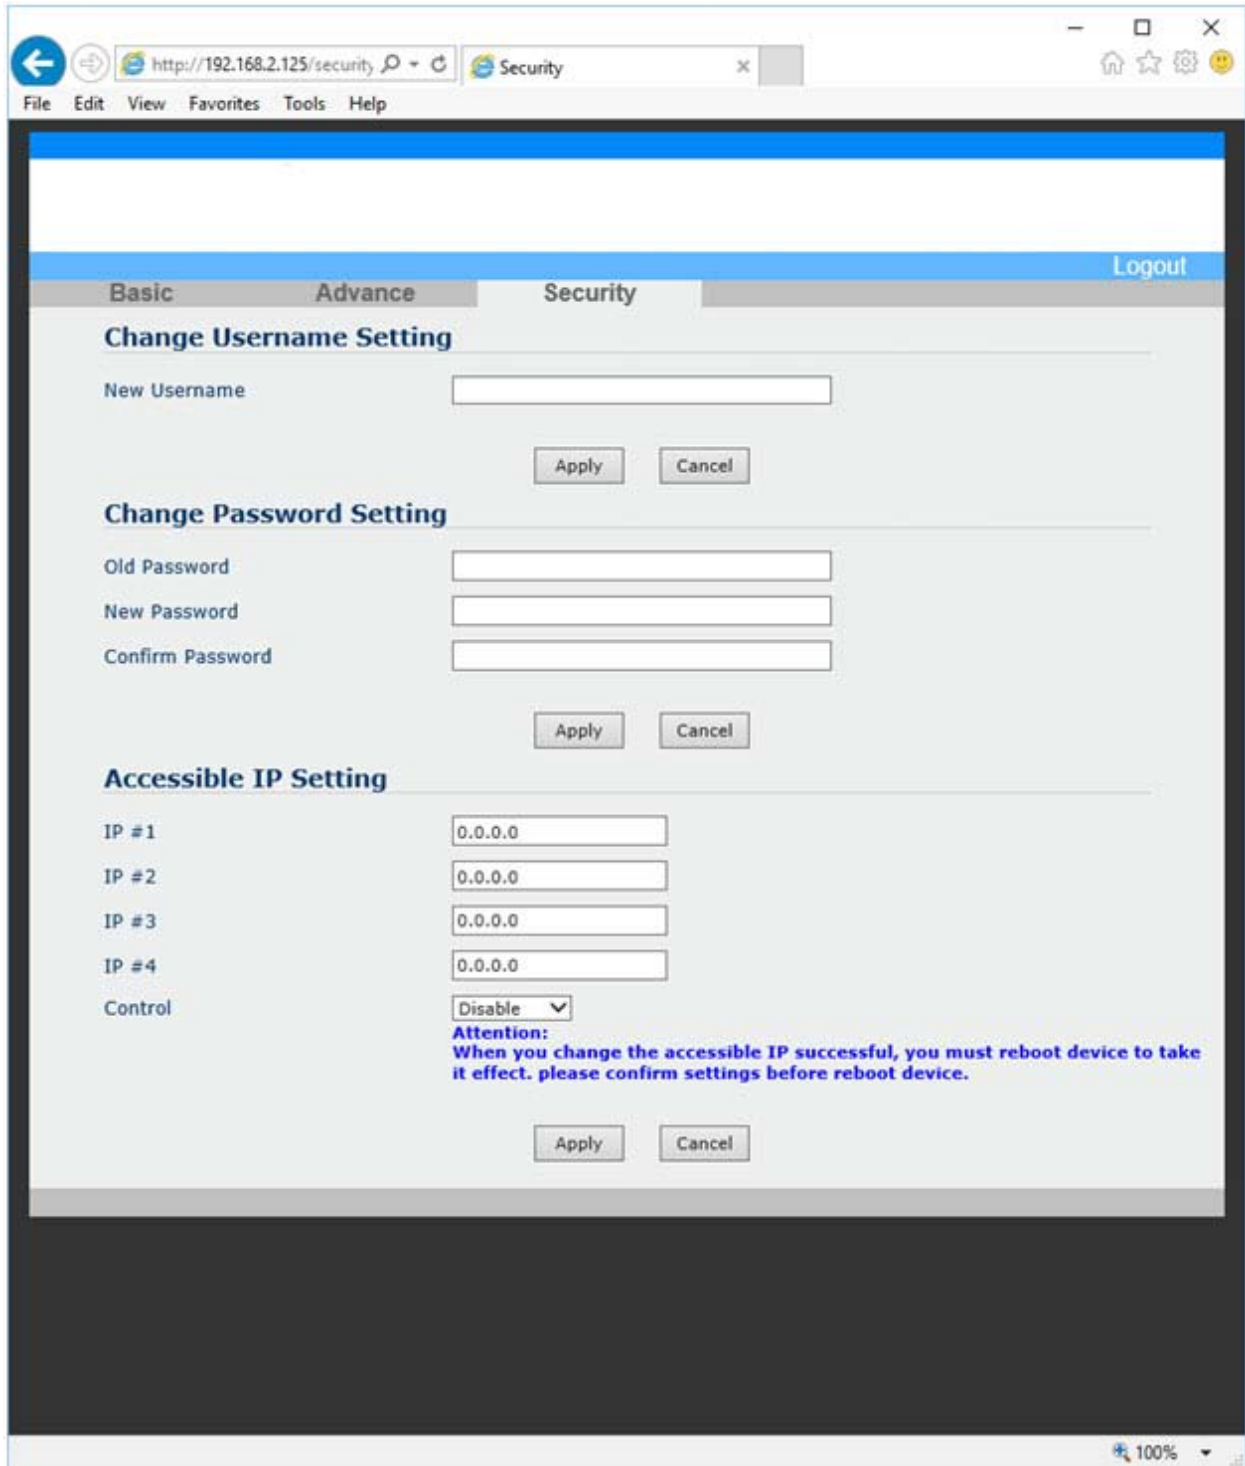 http://192.168.2.125/security
Security
File Edit View Favorites Tools Help
Logout
Basic Advance Security
Change Username Setting
New Username
Apply Cancel
Change Password Setting
Old Password
New Password
Confirm Password
Apply Cancel
Accessible IP Setting
IP #1 0.0.0.0
IP #2 0.0.0.0
IP #3 0.0.0.0
IP #4 0.0.0.0
Control Disable
Attention:
When you change the accessible IP successful, you must reboot device to take
it effect. please confirm settings before reboot device.
Apply Cancel
100%